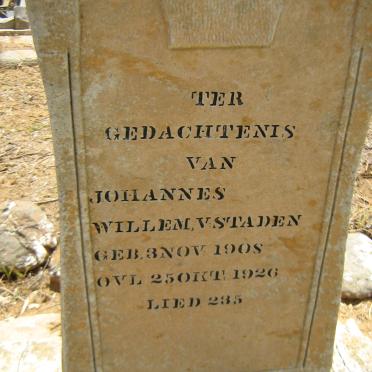 TER
GEDACHTENIS
VAN
JOHANNES
WILLEM, V STADEN
GEB. 3 NOV 1908
OVL 25 OKT. 1926
LIED 235